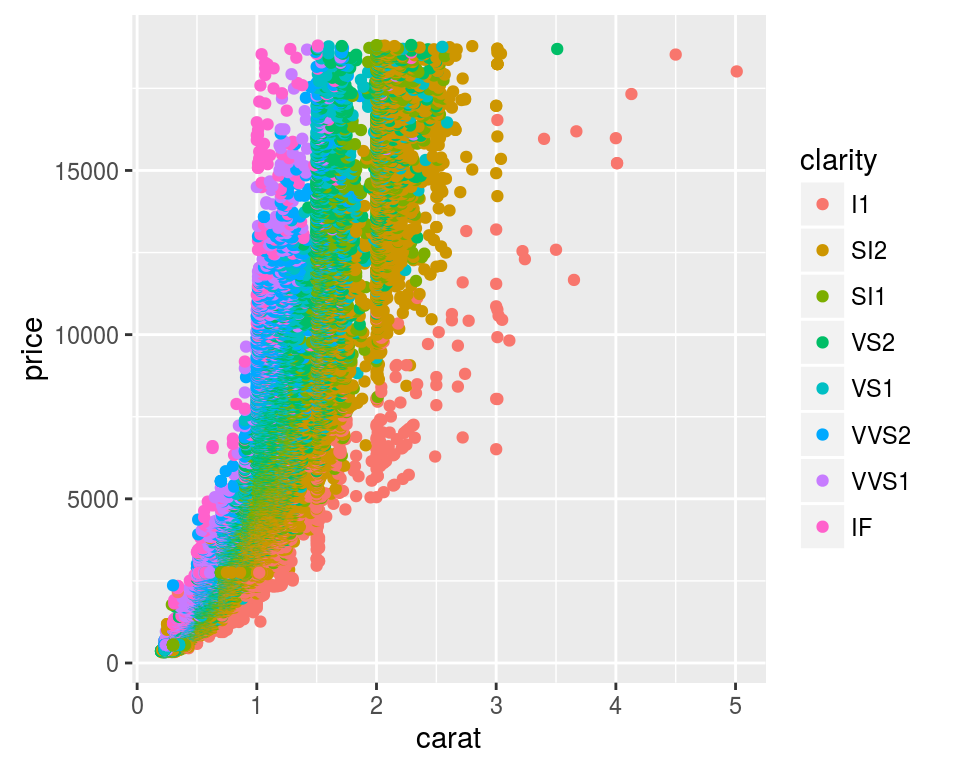 15000
10000
5000
0
price
0 1 2 3 4 5
carat
clarity
I1
SI2
SI1
VS2
VS1
VVS2
VVS1
IF